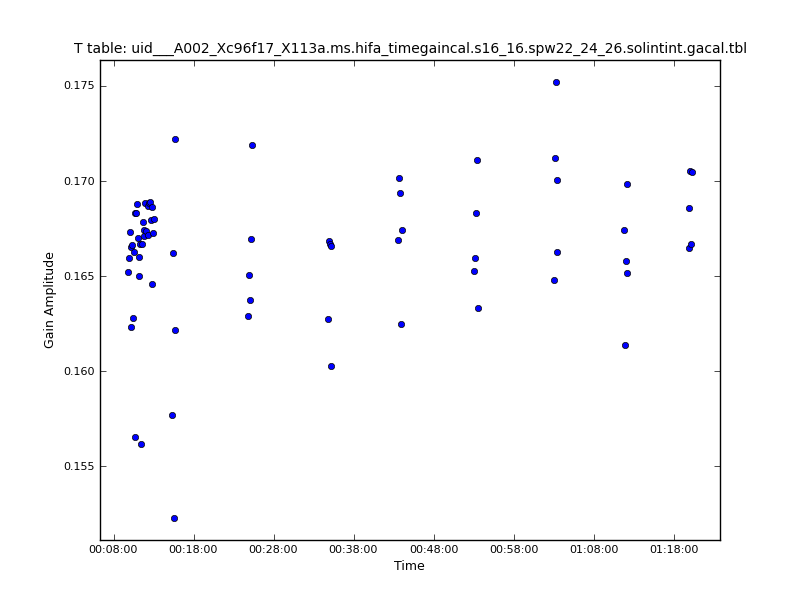 T table: uid___A002_Xc96f17_X113a.ms.hifa_timegaincal.s16_16.spw22_24_26.solintint.gacal.tbl
0.175
0.170
0.165
0.160
0.155
Gain Amplitude
00:08:00 00:18:00 00:28:00 00:38:00 00:48:00 00:58:00 01:08:00 01:18:00
Time